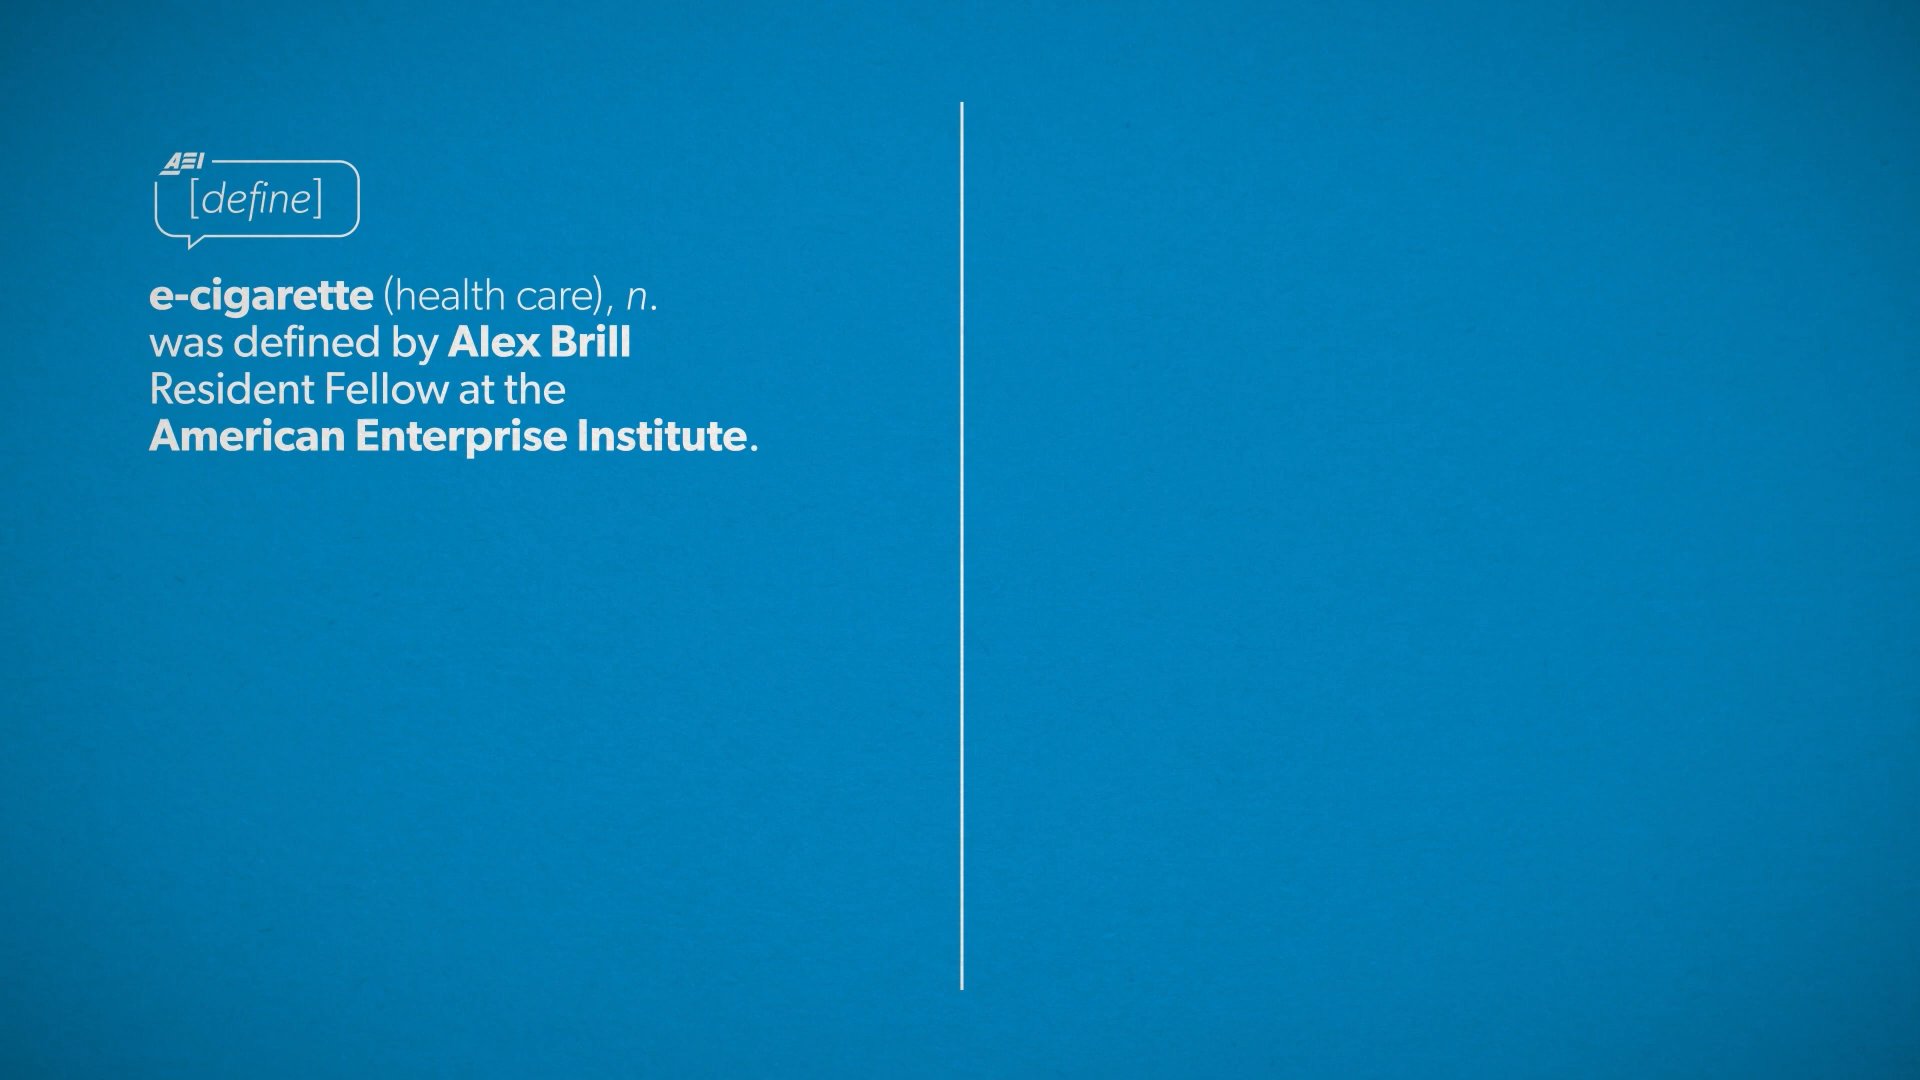 AEI
[define]
e-cigarette (health care), n.
was defined by Alex Brill
Resident Fellow at the
American Enterprise Institute.